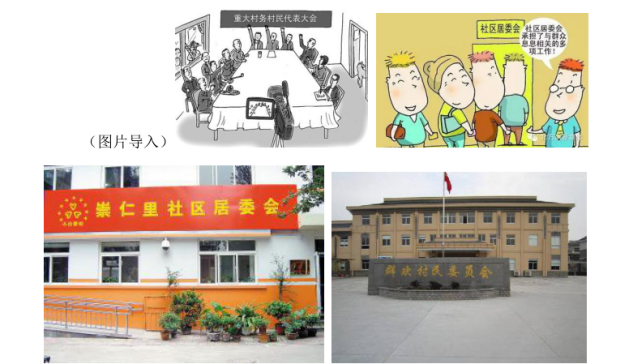 重大村务村民代表大会
社区居委会
社区居委会
承担了与群众
息息相关的多
项工作！
（图片导入）
崇仁里社区居委会
群欢村民委员会